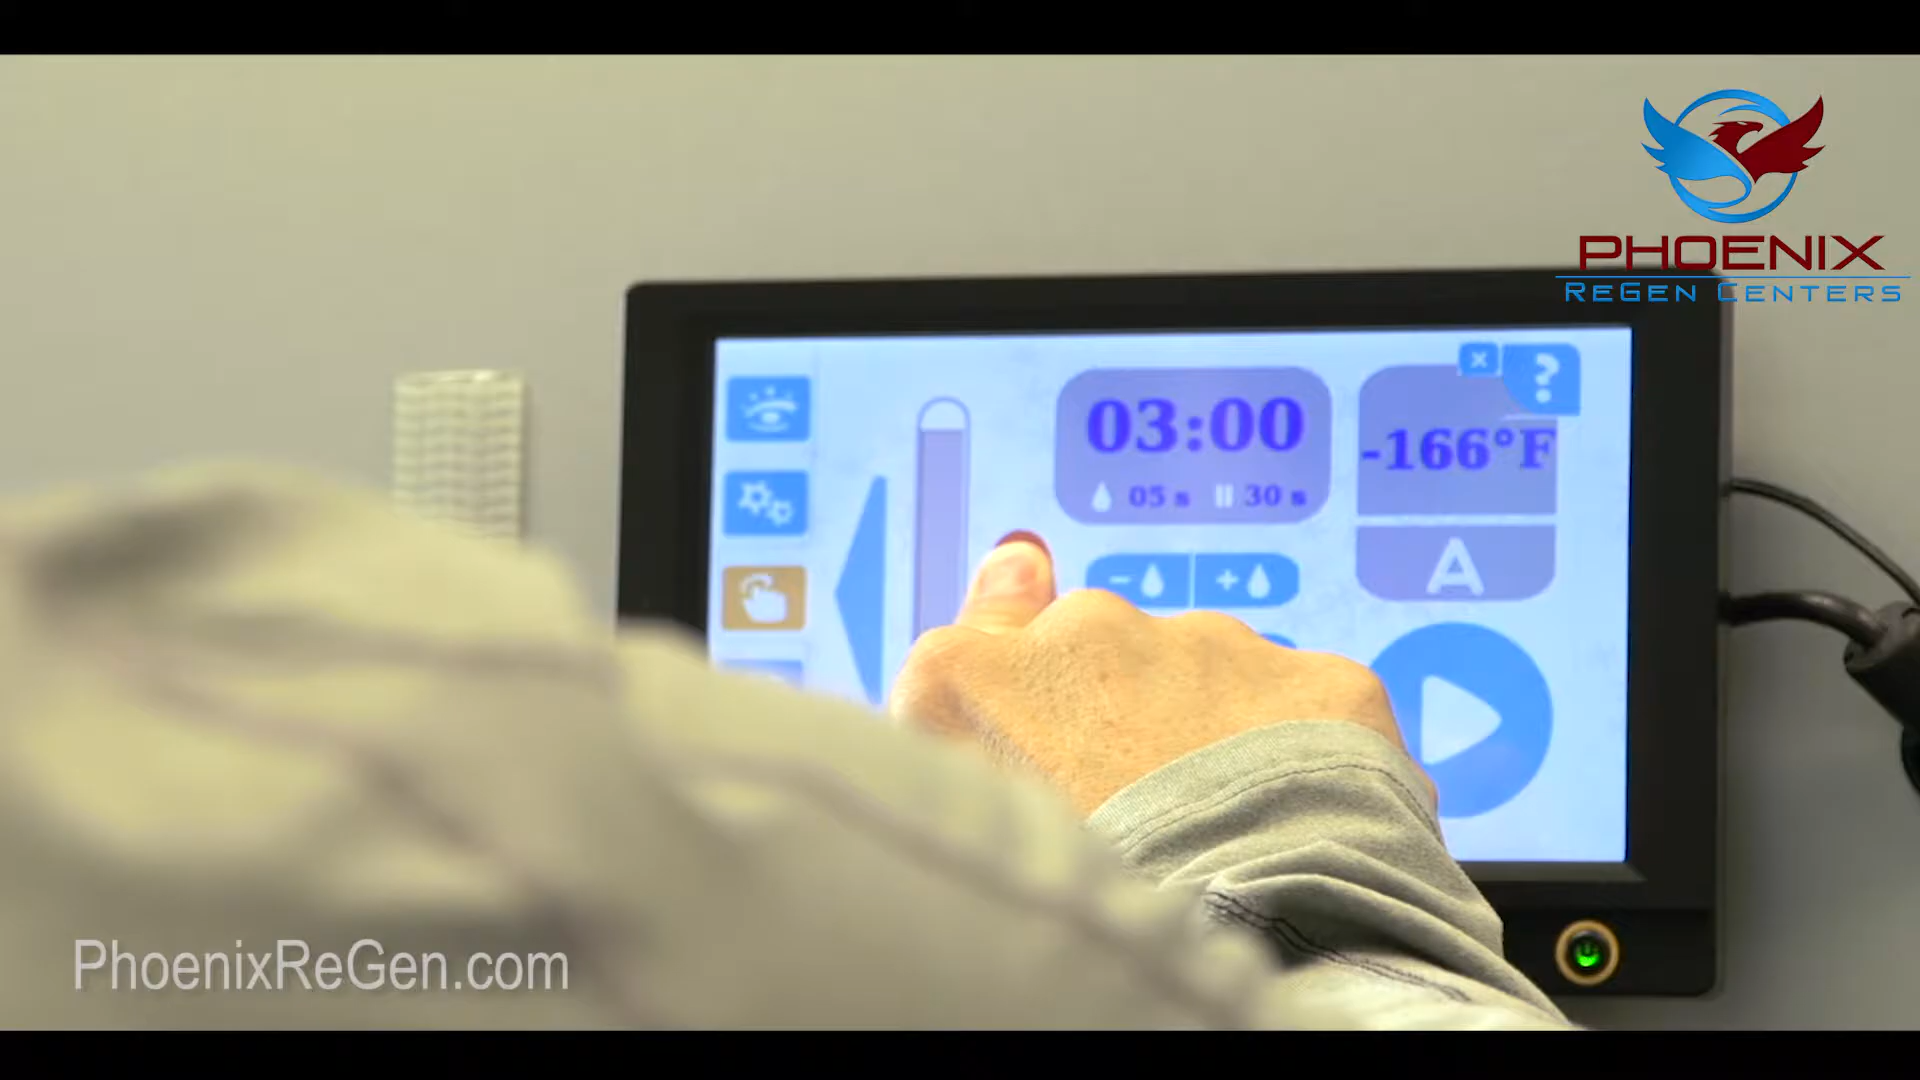 PHOENIX
REGEN CENTERS
?
03:00
-166°F
05 s
30 s
A
- +
PhoenixReGen.com